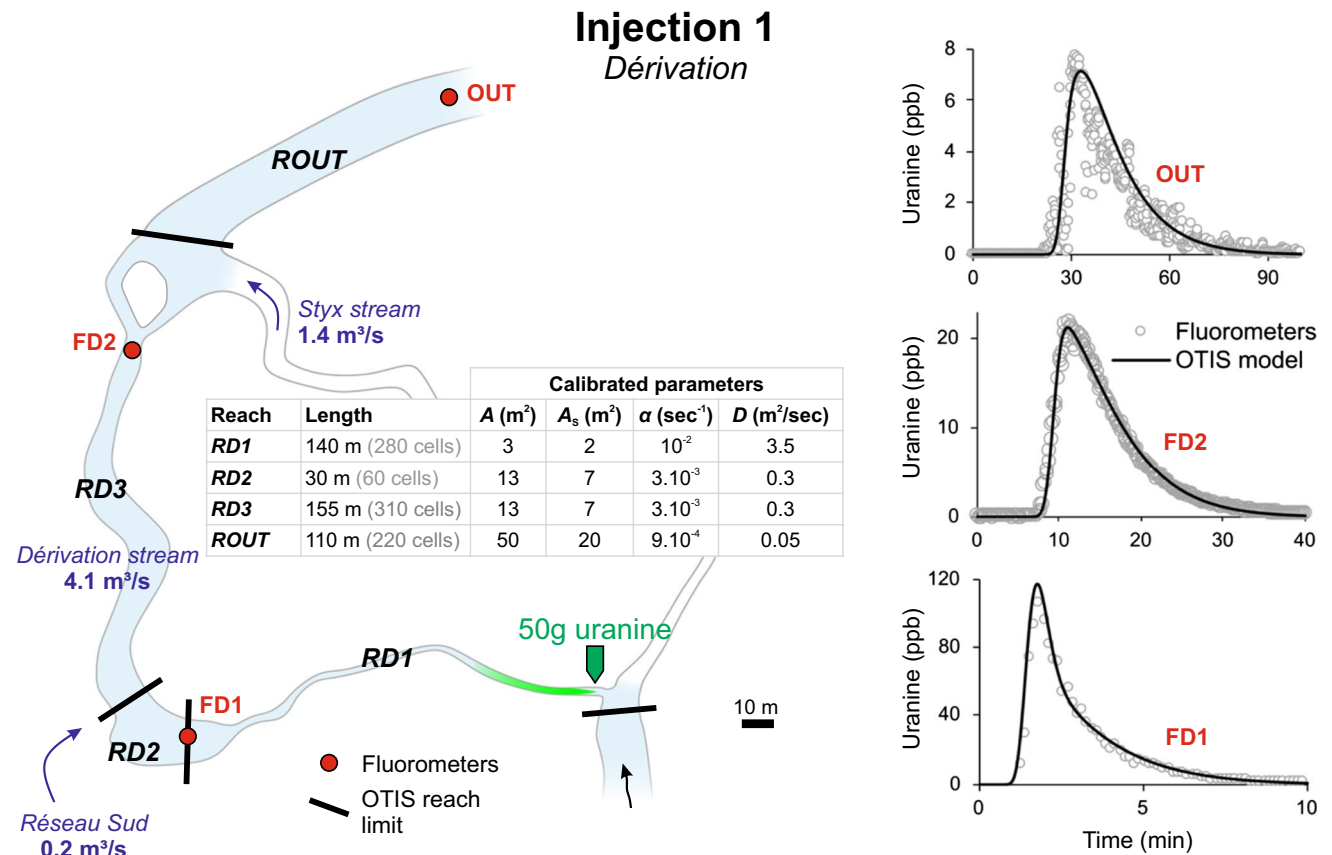 Injection 1
Dérivation
OUT
ROUT
Styx stream
1.4 m³/s
FD2
Calibrated parameters
Reach Length A (m²) Aₛ (m²) α (sec⁻¹) D (m²/sec)
RD1 140 m (280 cells) 3 2 10⁻² 3.5
RD2 30 m (60 cells) 13 7 3.10⁻³ 0.3
RD3 155 m (310 cells) 13 7 3.10⁻³ 0.3
ROUT 110 m (220 cells) 50 20 9.10⁻⁴ 0.05
RD3
Dérivation stream
4.1 m³/s
50g uranine
RD1
FD1
10 m
RD2
Fluorometers
OTIS reach
limit
Réseau Sud
0.2 m³/s
Uranine (ppb)
8
6
4
2
0
OUT
0 30 60 90
Uranine (ppb)
20
10
0
Fluorometers
OTIS model
FD2
0 10 20 30 40
Uranine (ppb)
120
80
40
0
FD1
0 5 10
Time (min)